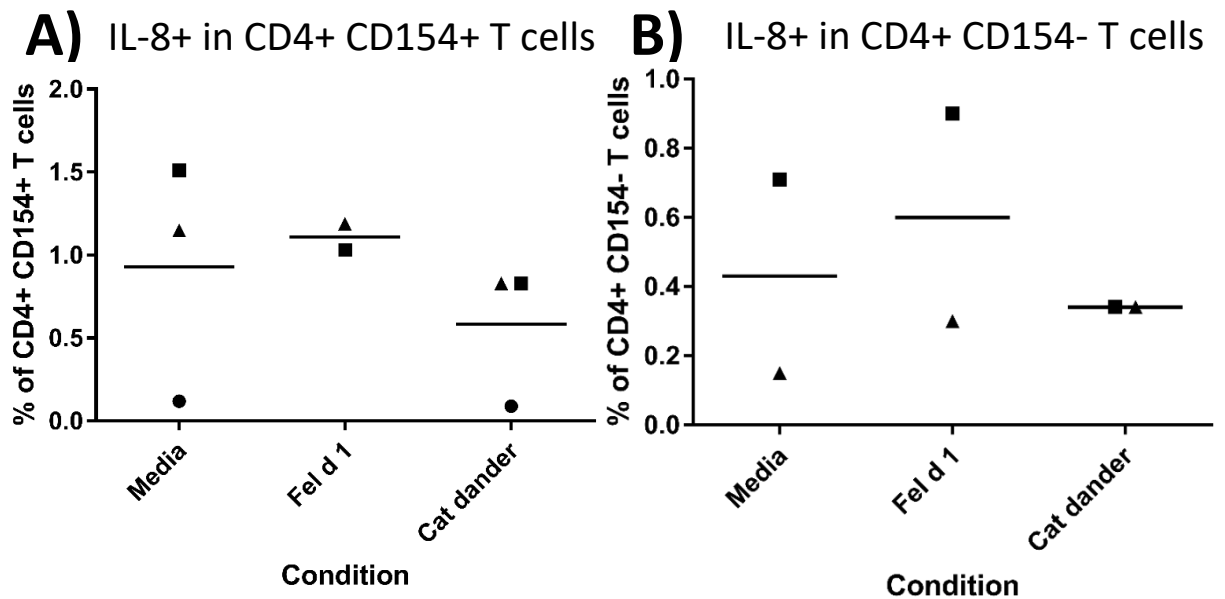 A) IL-8+ in CD4+ CD154+ T cells
% of CD4+ CD154+ T cells
2.0
1.5
1.0
0.5
0.0
Media
Fel d 1
Cat dander
Condition
B) IL-8+ in CD4+ CD154- T cells
% of CD4+ CD154- T cells
1.0
0.8
0.6
0.4
0.2
0.0
Media
Fel d 1
Cat dander
Condition